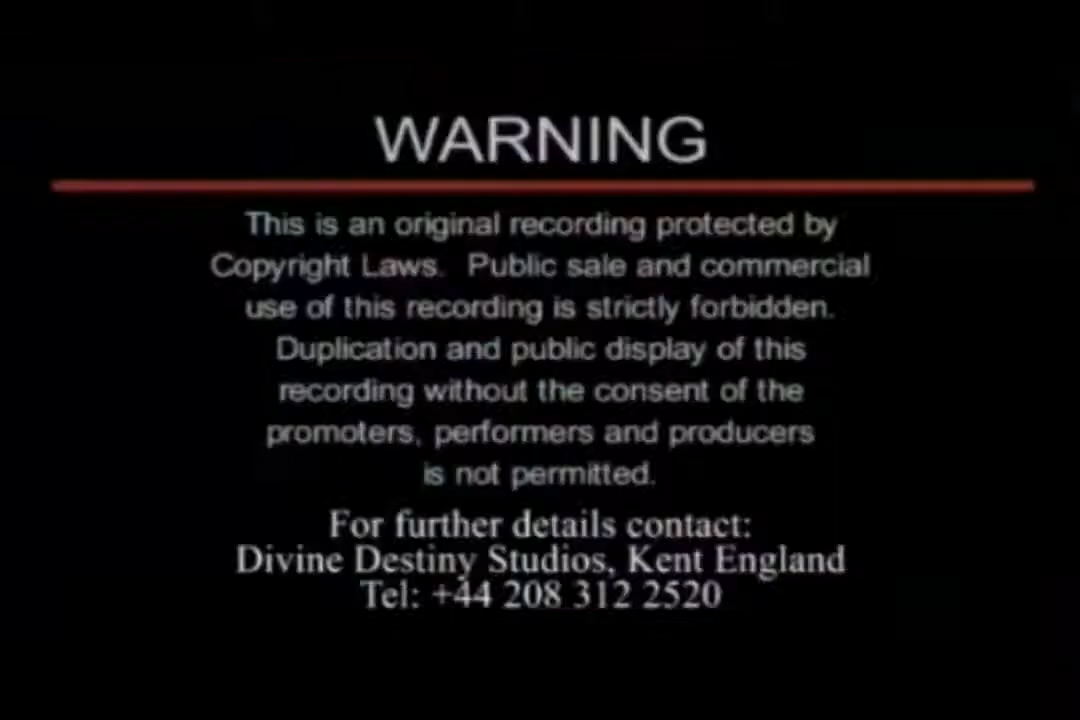 WARNING
This is an original recording protected by
Copyright Laws. Public sale and commercial
use of this recording is strictly forbidden.
Duplication and public display of this
recording without the consent of the
promoters, performers and producers
is not permitted.
For further details contact:
Divine Destiny Studios, Kent England
Tel: +44 208 312 2520